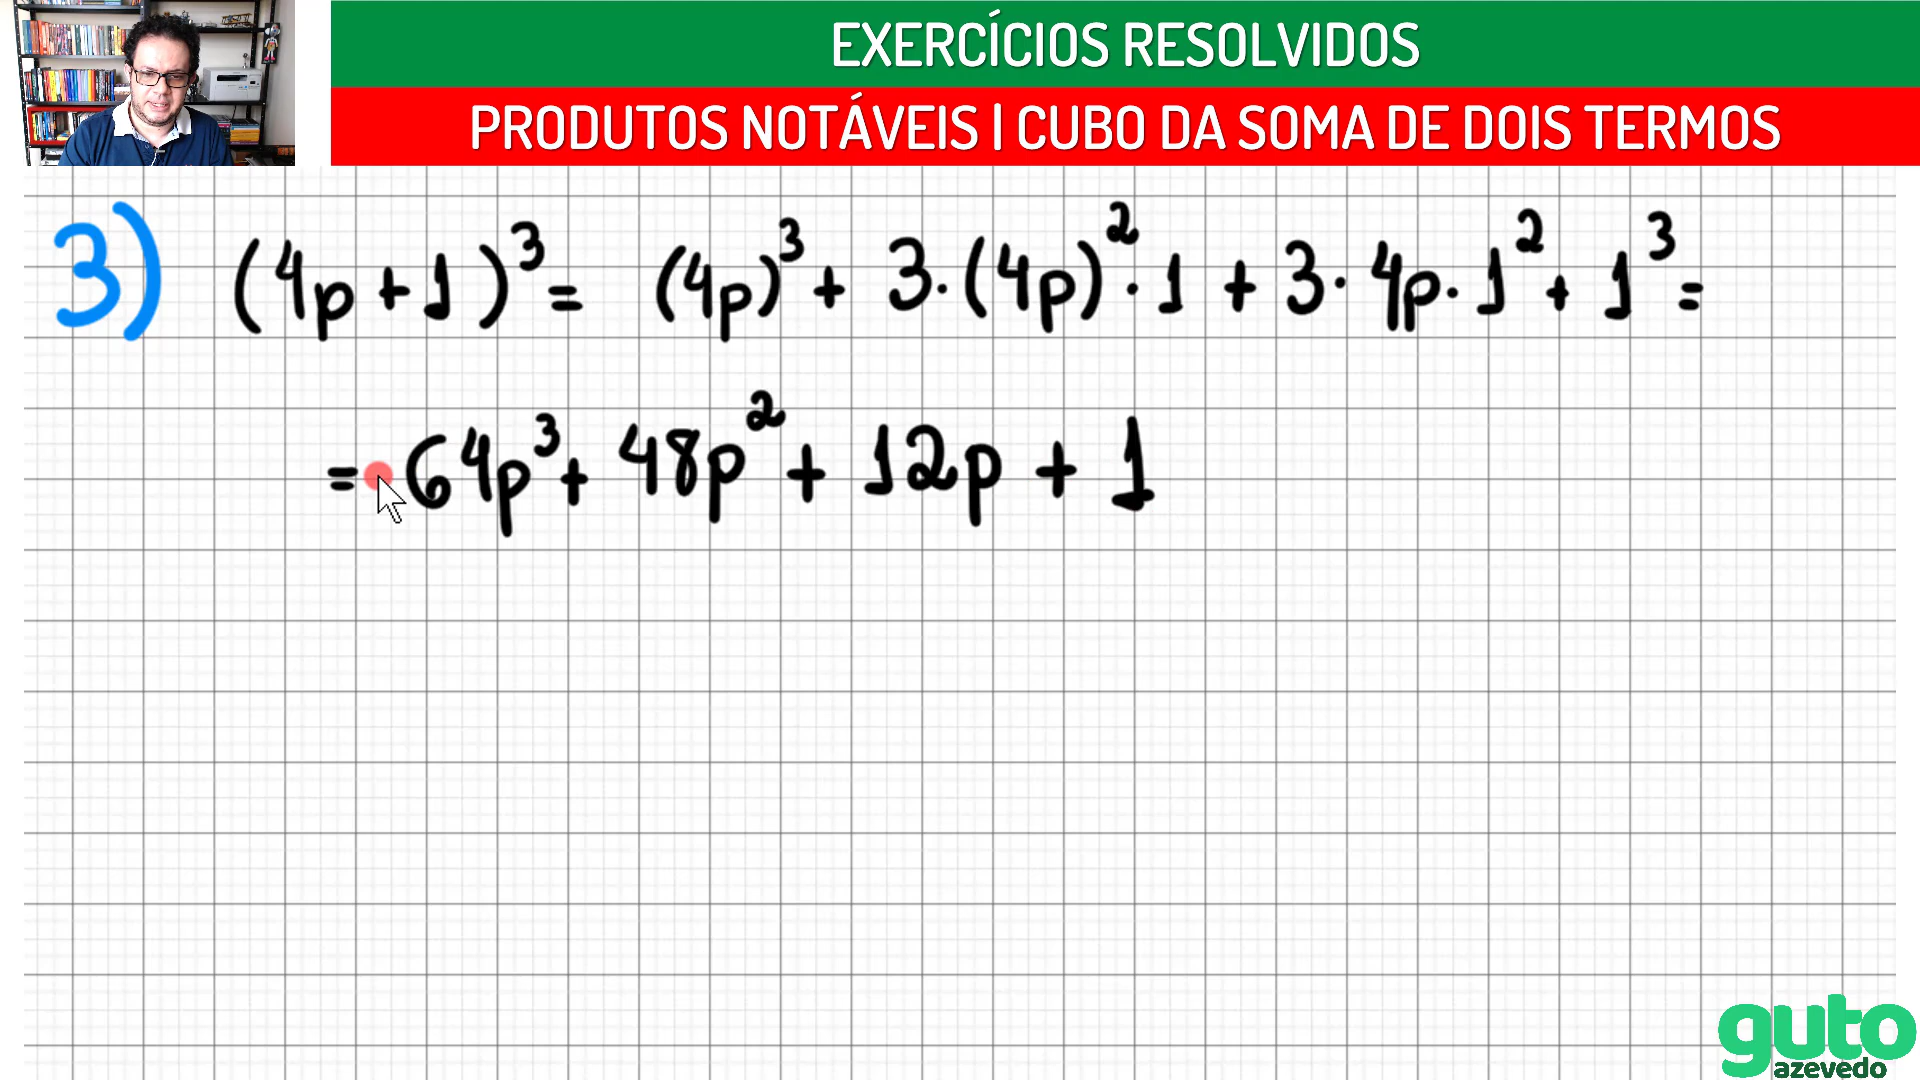 EXERCÍCIOS RESOLVIDOS
PRODUTOS NOTÁVEIS | CUBO DA SOMA DE DOIS TERMOS
3) (4p + 1)³ = (4p)³ + 3·(4p)²·1 + 3·4p·1² + 1³ =
= 64p³ + 48p² + 12p + 1
guto
azevedo